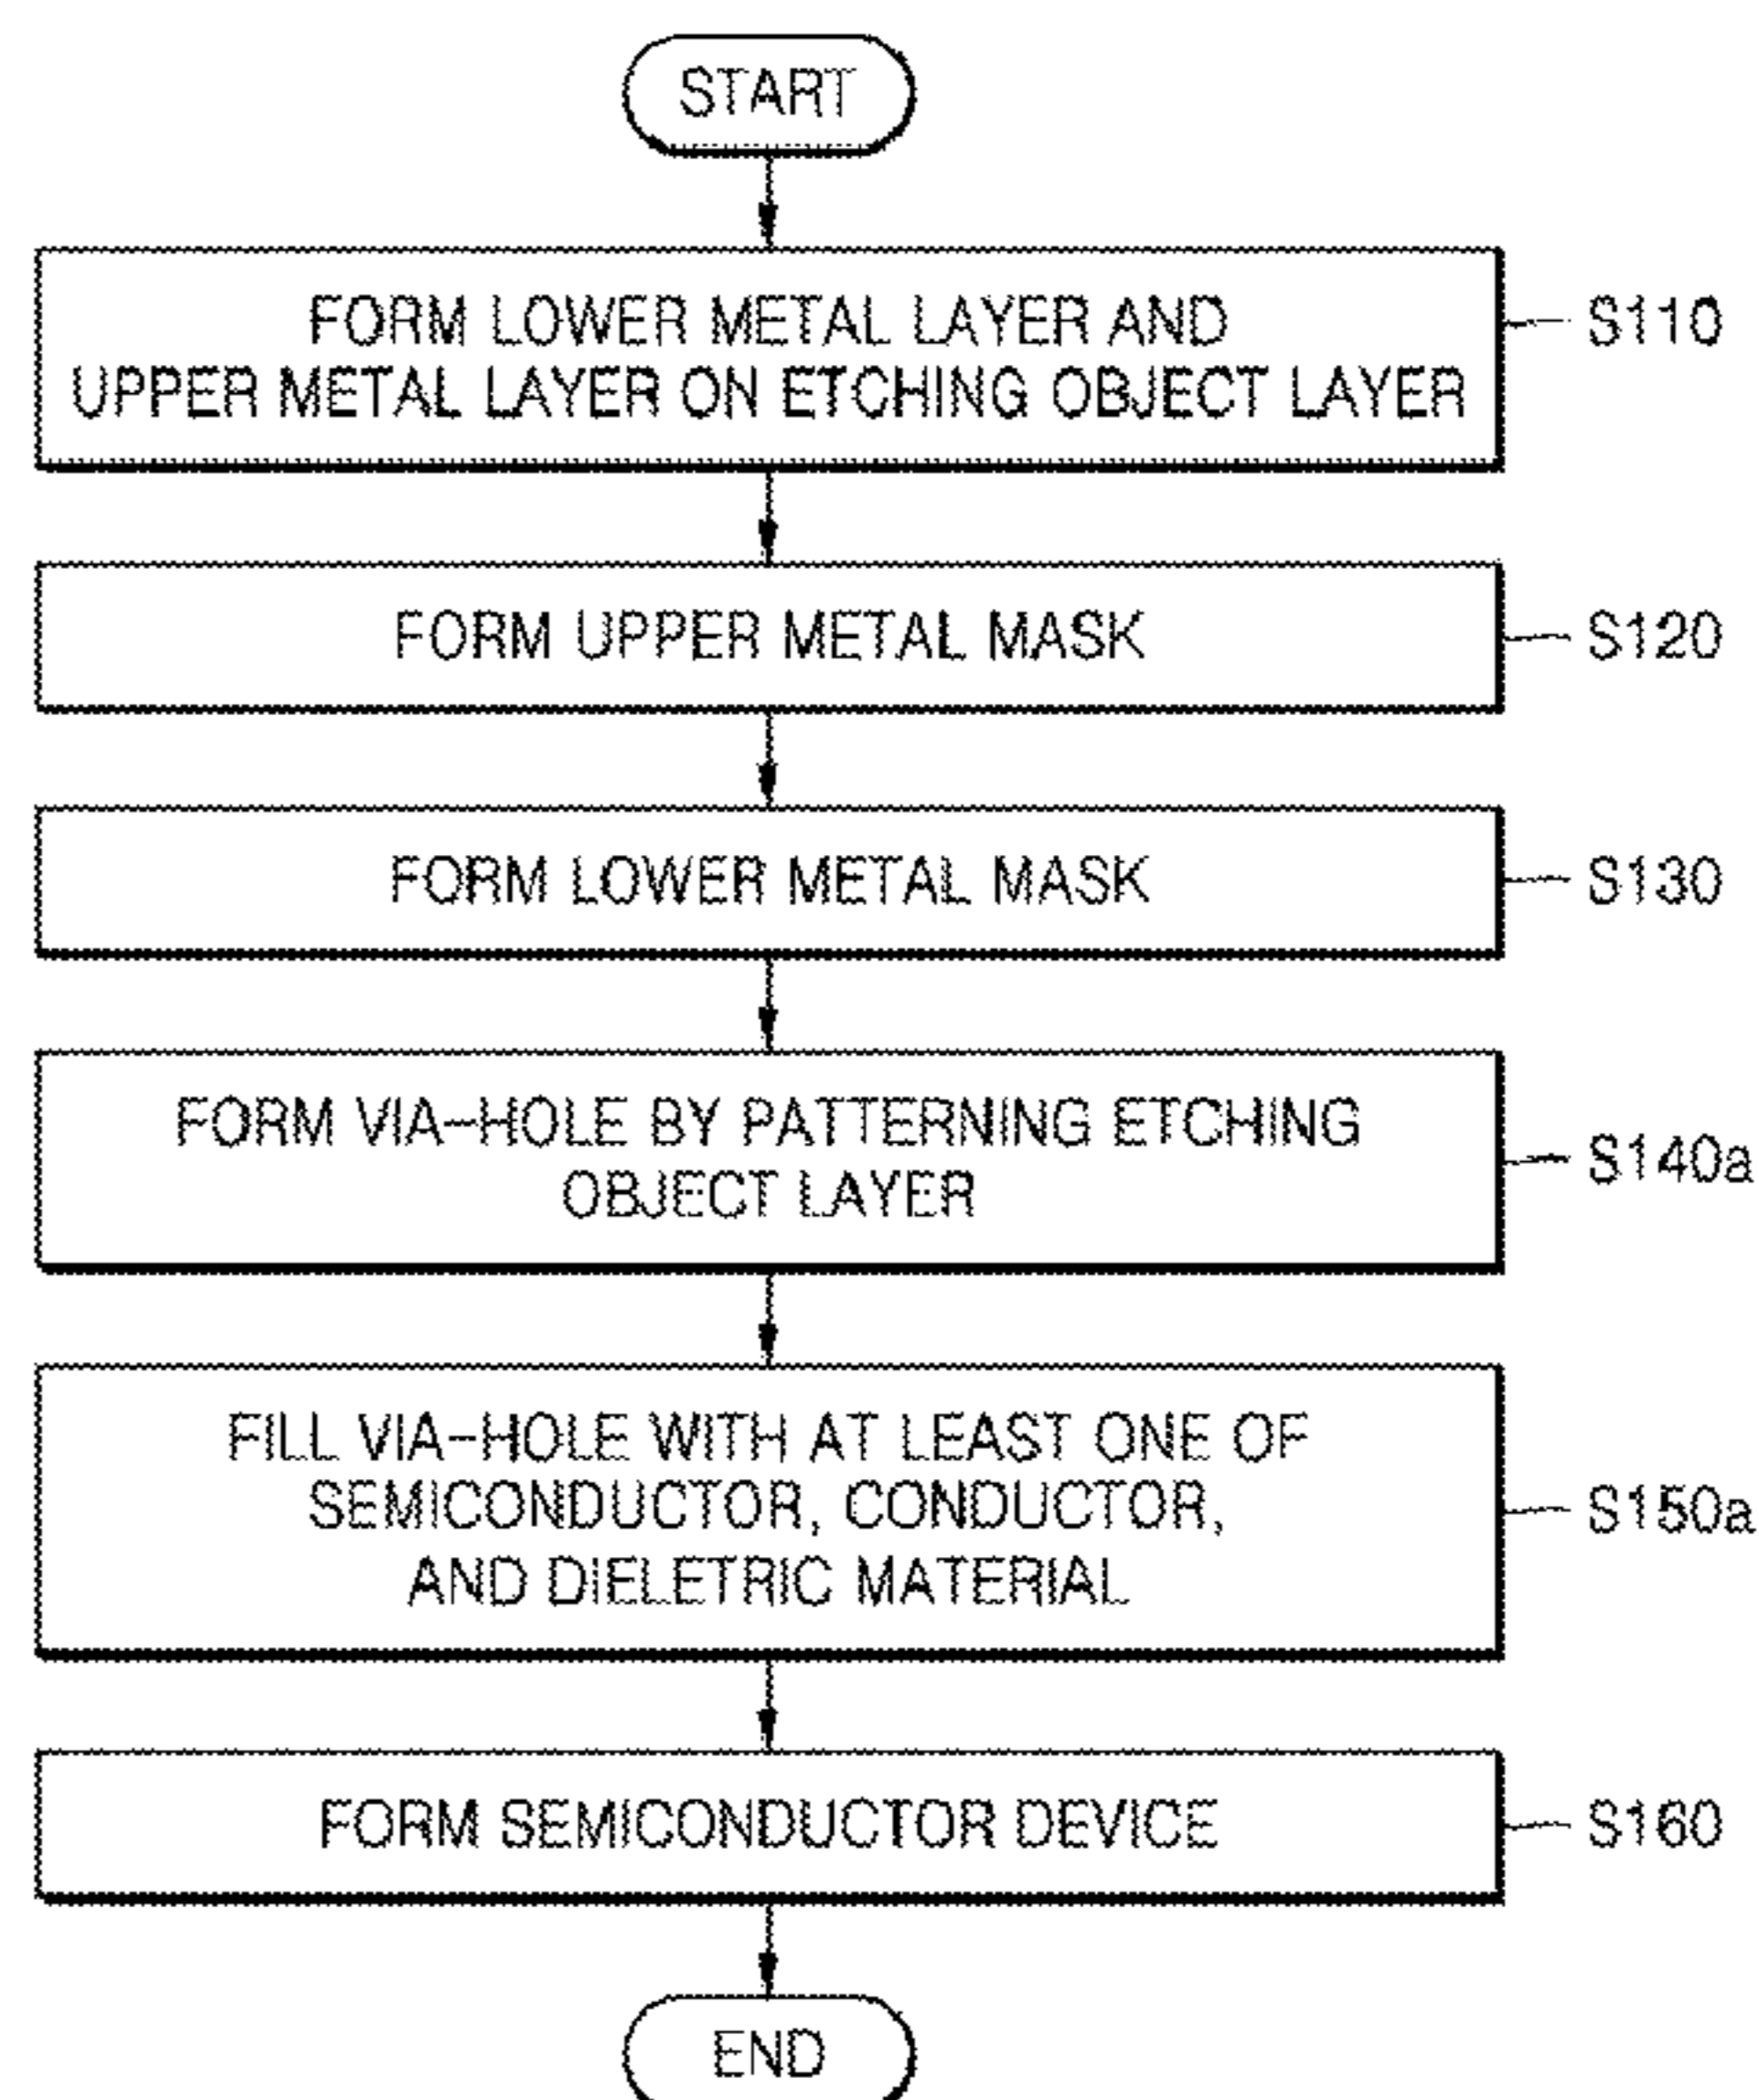 START
FORM LOWER METAL LAYER AND
UPPER METAL LAYER ON ETCHING OBJECT LAYER
S110
FORM UPPER METAL MASK
S120
FORM LOWER METAL MASK
S130
FORM VIA-HOLE BY PATTERNING ETCHING
OBJECT LAYER
S140a
FILL VIA-HOLE WITH AT LEAST ONE OF
SEMICONDUCTOR, CONDUCTOR,
AND DIELETRIC MATERIAL
S150a
FORM SEMICONDUCTOR DEVICE
S160
END